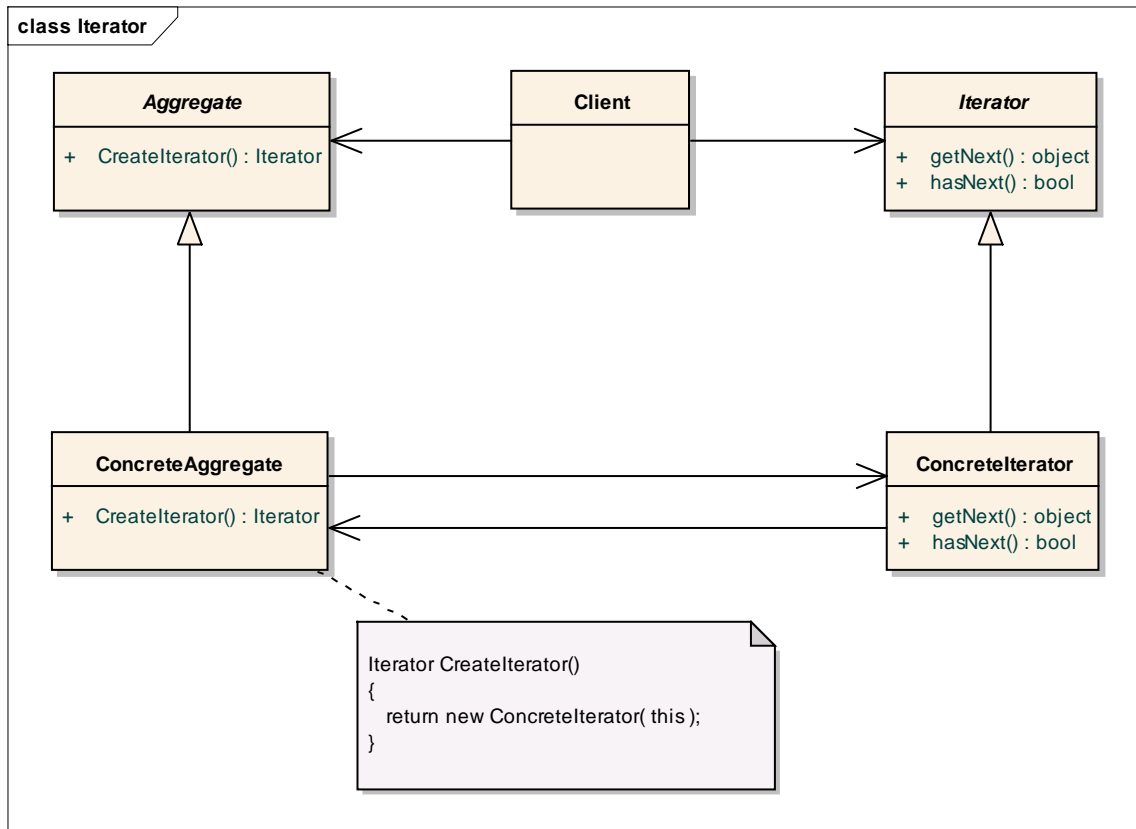 class Iterator
Aggregate
+ CreateIterator() : Iterator
Client
Iterator
+ getNext() : object
+ hasNext() : bool
ConcreteAggregate
+ CreateIterator() : Iterator
ConcreteIterator
+ getNext() : object
+ hasNext() : bool
Iterator CreateIterator()
{
return new ConcreteIterator( this );
}